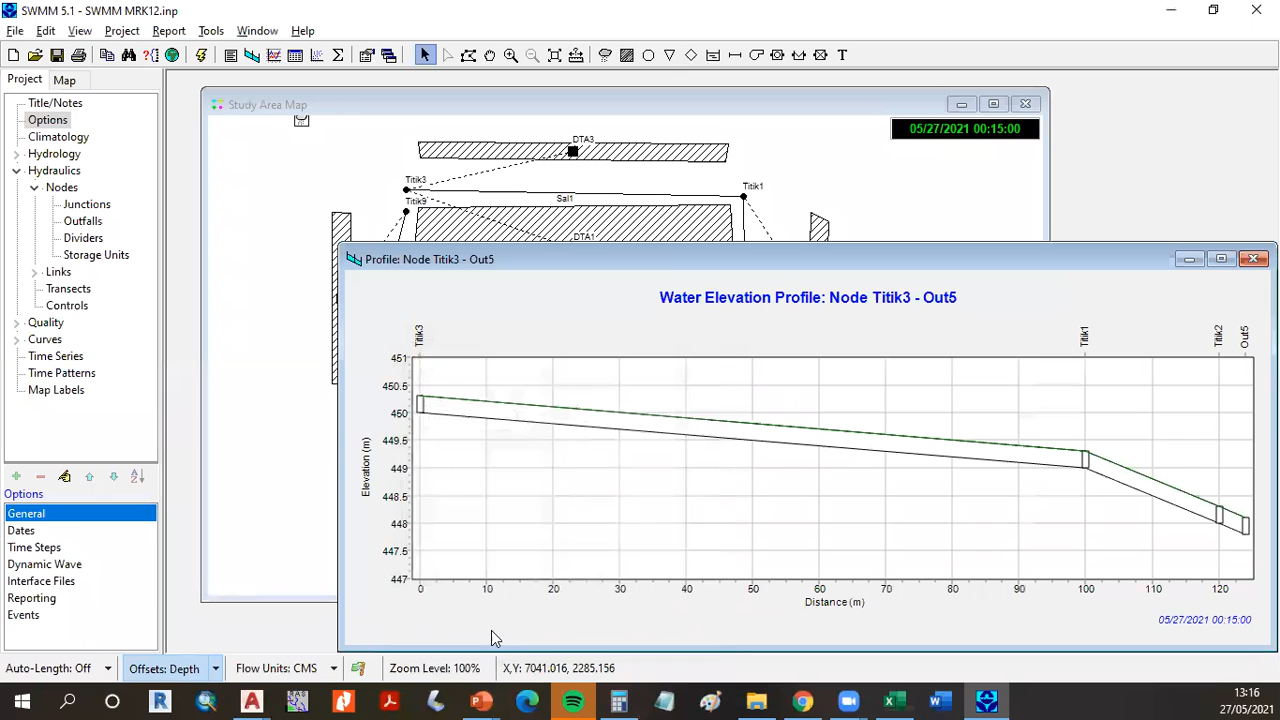 SWMM 5.1 - SWMM MRK12.inp
File Edit View Project Report Tools Window Help
Project Map
Title/Notes
Options
Climatology
Hydrology
Hydraulics
Nodes
Junctions
Outfalls
Dividers
Storage Units
Links
Transects
Controls
Quality
Curves
Time Series
Time Patterns
Map Labels
Options
General
Dates
Time Steps
Dynamic Wave
Interface Files
Reporting
Events
Study Area Map
05/27/2021 00:15:00
DTA3
Titik3
Titik1
Sal1
Titik9
DTA1
Profile: Node Titik3 - Out5
Water Elevation Profile: Node Titik3 - Out5
Titik3 Titik1 Titik2 Out5
451
450.5
450
449.5
449
448.5
448
447.5
447
Elevation (m)
0 10 20 30 40 50 60 70 80 90 100 110 120
Distance (m)
05/27/2021 00:15:00
Auto-Length: Off Offsets: Depth Flow Units: CMS Zoom Level: 100% X,Y: 7041.016, 2285.156
13:16
27/05/2021